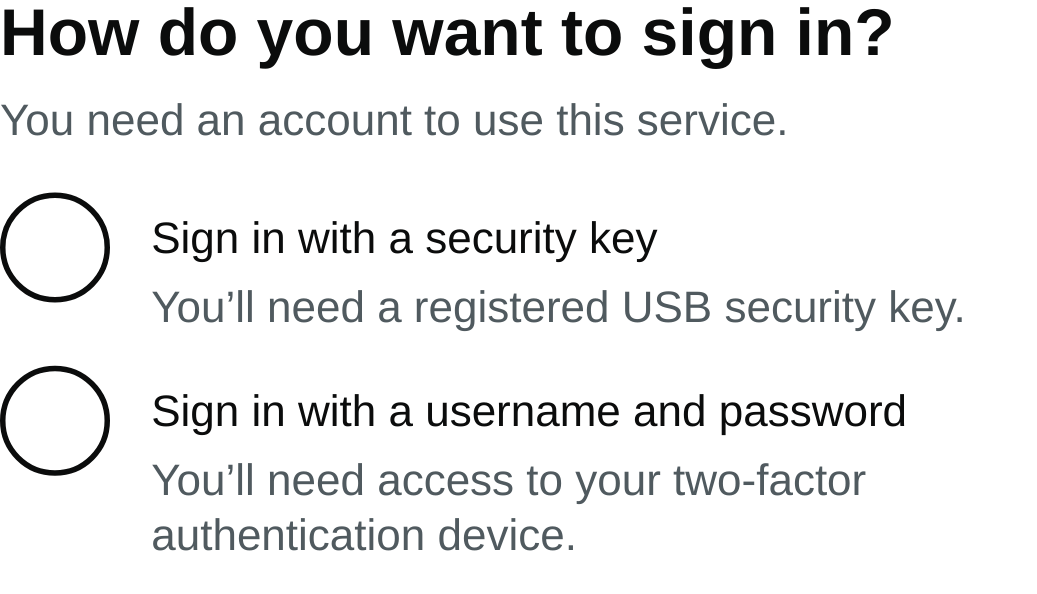 How do you want to sign in?
You need an account to use this service.
Sign in with a security key
You’ll need a registered USB security key.
Sign in with a username and password
You’ll need access to your two-factor
authentication device.